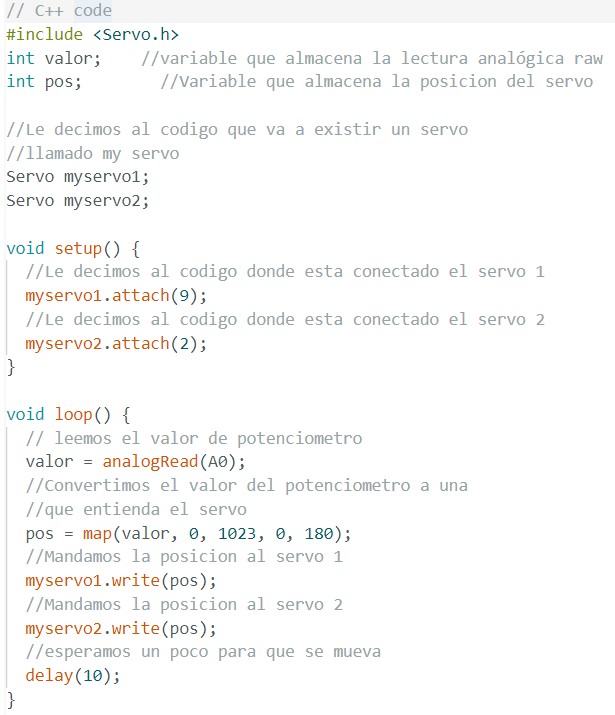 // C++ code
#include <Servo.h>
int valor;    //variable que almacena la lectura analógica raw
int pos;        //Variable que almacena la posicion del servo

//Le decimos al codigo que va a existir un servo
//llamado my servo
Servo myservo1;
Servo myservo2;

void setup() {
  //Le decimos al codigo donde esta conectado el servo 1
  myservo1.attach(9);
  //Le decimos al codigo donde esta conectado el servo 2
  myservo2.attach(2);
}

void loop() {
  // leemos el valor de potenciometro
  valor = analogRead(A0);
  //Convertimos el valor del potenciometro a una
  //que entienda el servo
  pos = map(valor, 0, 1023, 0, 180);
  //Mandamos la posicion al servo 1
  myservo1.write(pos);
  //Mandamos la posicion al servo 2
  myservo2.write(pos);
  //esperamos un poco para que se mueva
  delay(10);
}